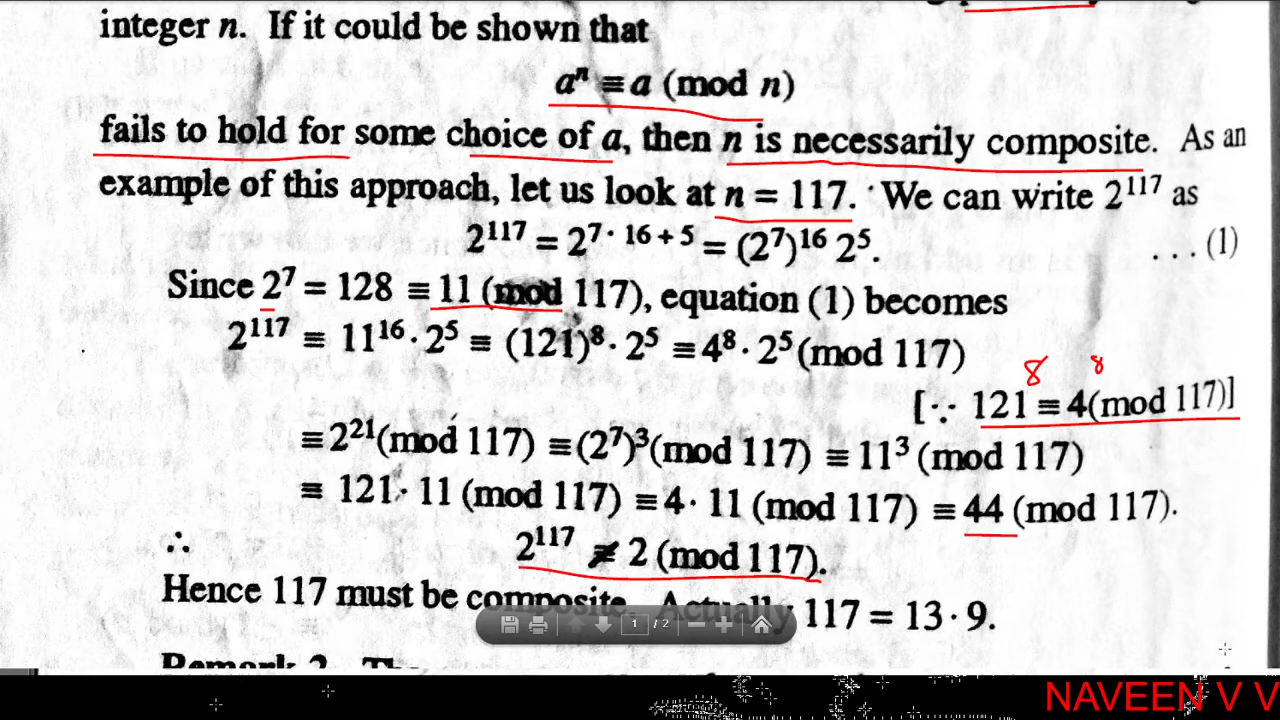 integer n. If it could be shown that
aⁿ ≡ a (mod n)
fails to hold for some choice of a, then n is necessarily composite. As an
example of this approach, let us look at n = 117. We can write 2¹¹⁷ as
2¹¹⁷ = 2⁷ · ¹⁶ ⁺ ⁵ = (2⁷)¹⁶ 2⁵. ... (1)
Since 2⁷ = 128 ≡ 11 (mod 117), equation (1) becomes
2¹¹⁷ ≡ 11¹⁶ · 2⁵ ≡ (121)⁸ · 2⁵ ≡ 4⁸ · 2⁵ (mod 117)
8 8
[∵ 121 ≡ 4(mod 117)]
≡ 2²¹(mod 117) ≡ (2⁷)³(mod 117) ≡ 11³ (mod 117)
≡ 121 · 11 (mod 117) ≡ 4 · 11 (mod 117) ≡ 44 (mod 117).
∴ 2¹¹⁷ ≢ 2 (mod 117).
Hence 117 must be composite. Actually 117 = 13 · 9.
1 / 2
NAVEEN V V